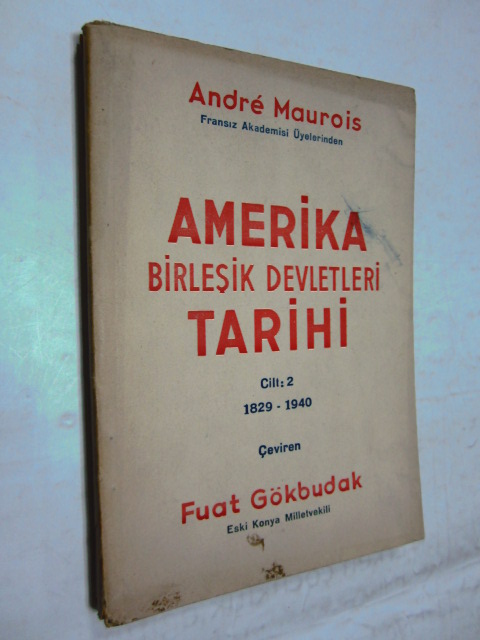 André Maurois
Fransız Akademisi Üyelerinden
AMERİKA
BİRLEŞİK DEVLETLERİ
TARİHİ
Cilt: 2
1829 - 1940
Çeviren
Fuat Gökbudak
Eski Konya Milletvekili